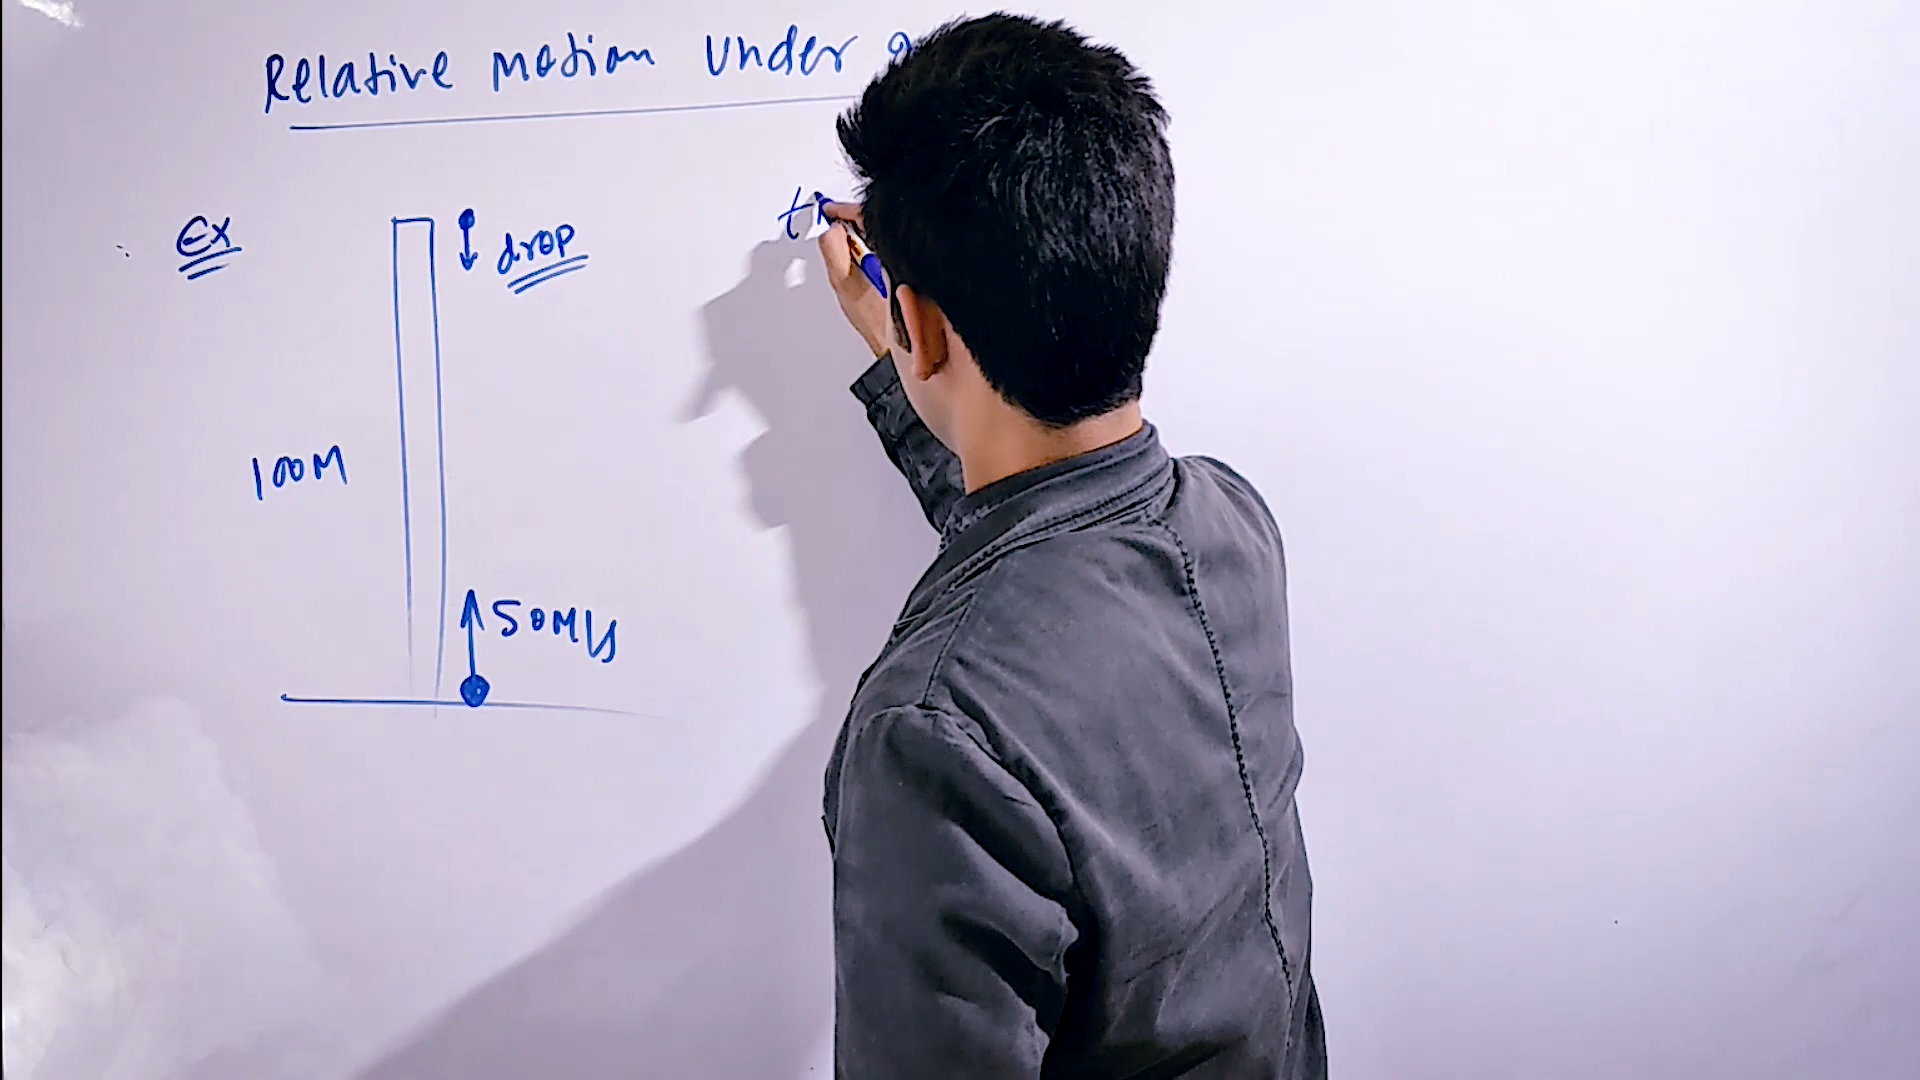 Relative motion under
Ex
drop
100M
50M/s